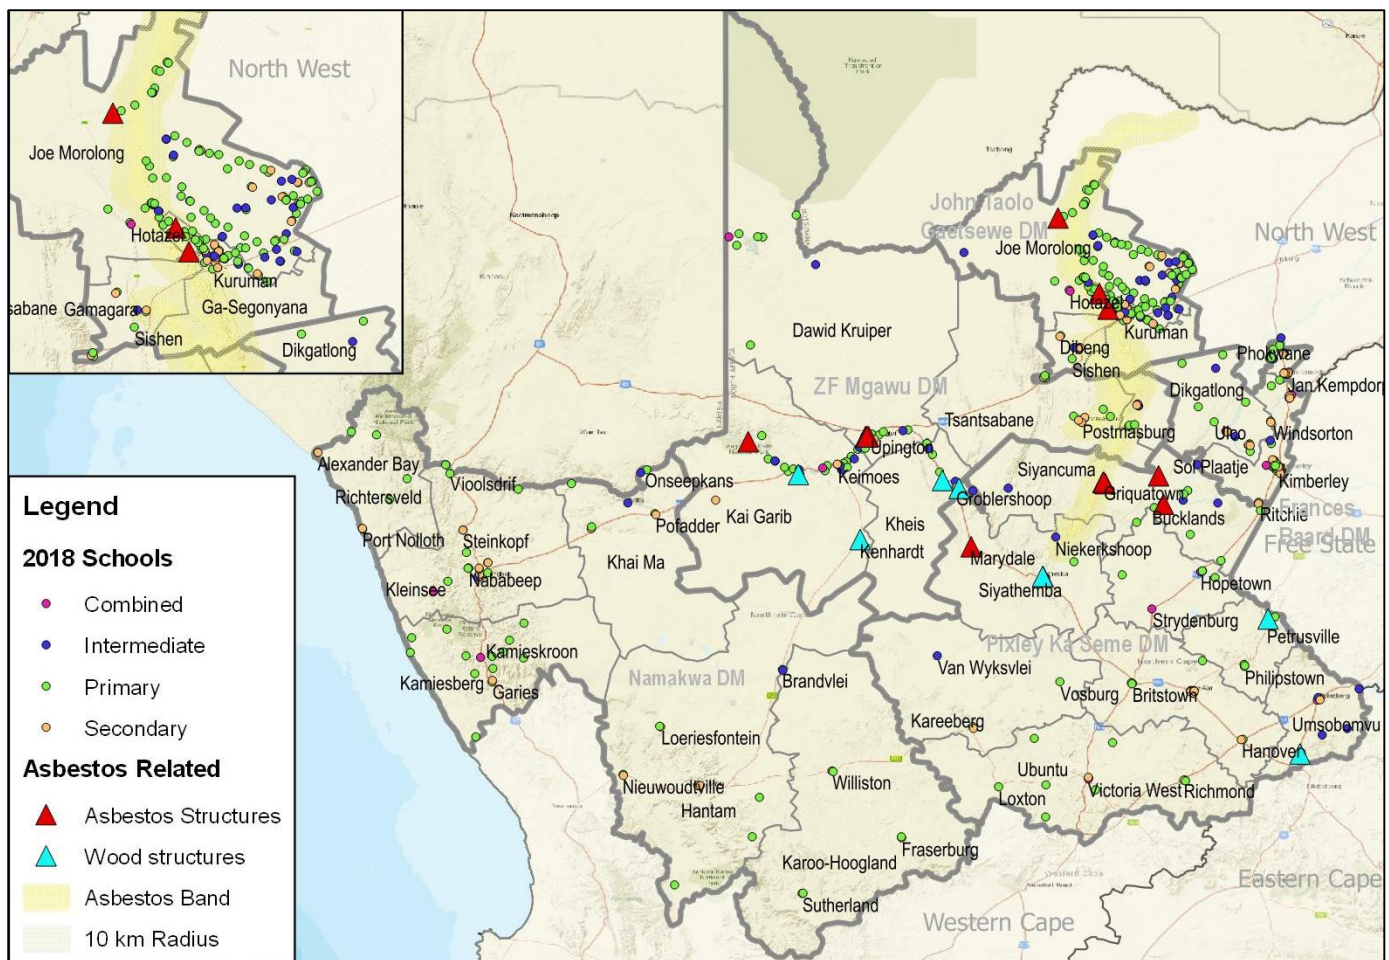 North West
Joe Morolong
Hotazel
Kuruman
Gamagara
Ga-Segonyana
sabane
Sishen
Dikgatlong
North West
John Taolo
Gaetsewe DM
Joe Morolong
Hotazel
Kuruman
Dibeng
Sishen
Dawid Kruiper
ZF Mgawu DM
Tsantsabane
Postmasburg
Dikgatlong
Phokwane
Jan Kempdorp
Ulco
Windsorton
Upington
Siyancuma
Sol Plaatje
Kimberley
Alexander Bay
Richtersveld
Vioolsdrif
Onseepkans
Keimoes
Groblershoop
Griquatown
Bucklands
Ritchie
Frances
Baard DM
Free State
Port Nolloth
Steinkopf
Pofadder
Kai Garib
Kheis
Kenhardt
Marydale
Niekerkshoop
Khai Ma
Nababeep
Kleinsee
Siyathemba
Hopetown
Strydenburg
Petrusville
Kamieskroon
Kamiesberg
Garies
Namakwa DM
Brandvlei
Van Wyksvlei
Pixley Ka Seme DM
Vosburg
Britstown
Philipstown
Kareeberg
Umsobomvu
Hanover
Loeriesfontein
Nieuwoudtville
Hantam
Williston
Ubuntu
Loxton
Victoria West
Richmond
Karoo-Hoogland
Fraserburg
Sutherland
Western Cape
Eastern Cape
Legend
2018 Schools
Combined
Intermediate
Primary
Secondary
Asbestos Related
Asbestos Structures
Wood structures
Asbestos Band
10 km Radius